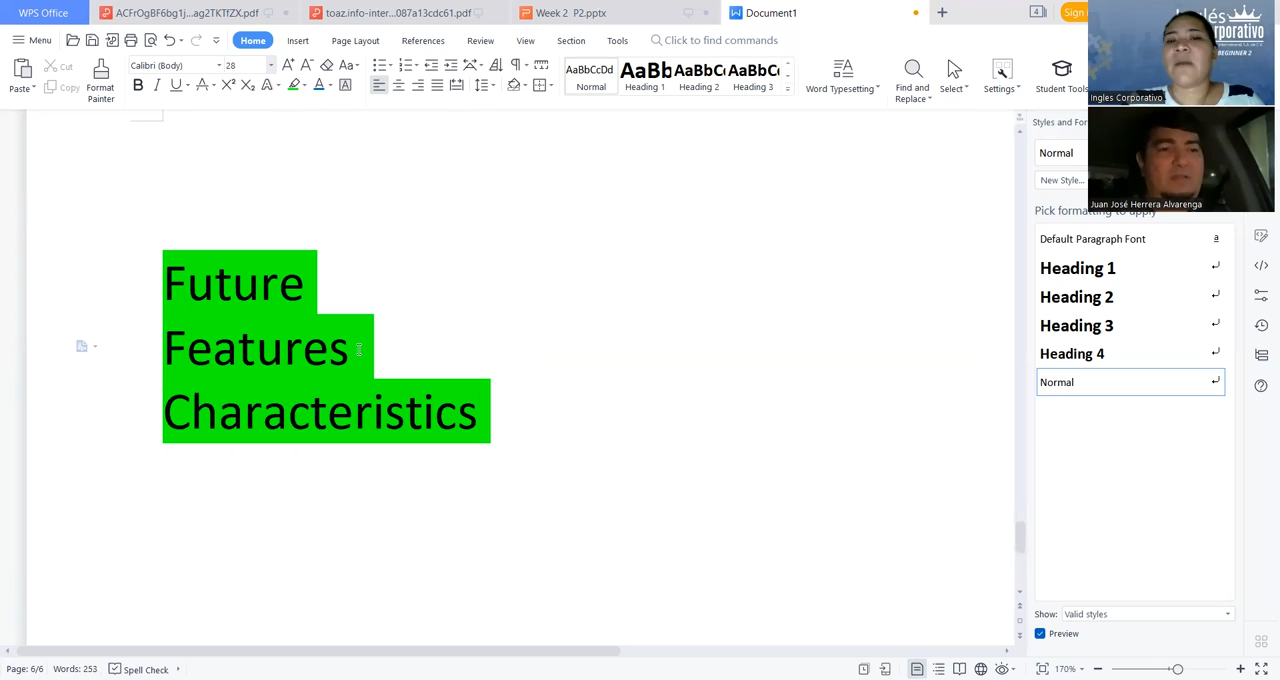 WPS Office
ACFrOgBF6bg1j...ag2TKTfZX.pdf
toaz.info-inter...087a13cdc61.pdf
Week 2 P2.pptx
Document1
4
Sign
Menu
Home
Insert
Page Layout
References
Review
View
Section
Tools
Click to find commands
Paste
Cut
Copy
Format
Painter
Calibri (Body)
28
AaBbCcDd
Normal
AaBb
Heading 1
AaBbC
Heading 2
AaBbC
Heading 3
Word Typesetting
Find and
Replace
Select
Settings
Student Tools
Inglés
Corporativo
BEGINNER 2
Ingles Corporativo
Juan José Herrera Alvarenga
Future
Features
Characteristics
Styles and For
Normal
New Style...
Pick formatting to apply
Default Paragraph Font
a
Heading 1
Heading 2
Heading 3
Heading 4
Normal
Show:
Valid styles
Preview
Page: 6/6
Words: 253
Spell Check
170%